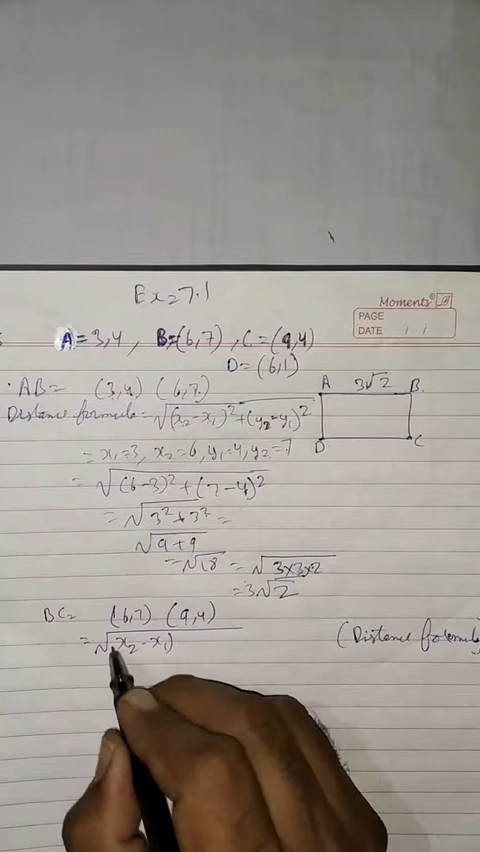 Ex=7.1
Moments
PAGE
DATE / /
A=3,4, B=(6,7), C=(9,4)
D=(6,1)
AB= (3,4) (6,7)
A 3√2 B
Distance formule=√(x₂-x₁)²+(y₂-y₁)²
D C
=x₁=3, x₂=6, y₁=4, y₂=7
=√(6-3)²+(7-4)²
=√3²+3² =
√9+9
=√18 =√3×3×2
=3√2
BC= (6,7) (9,4)
=√x₂-x₁)
(Distance formule